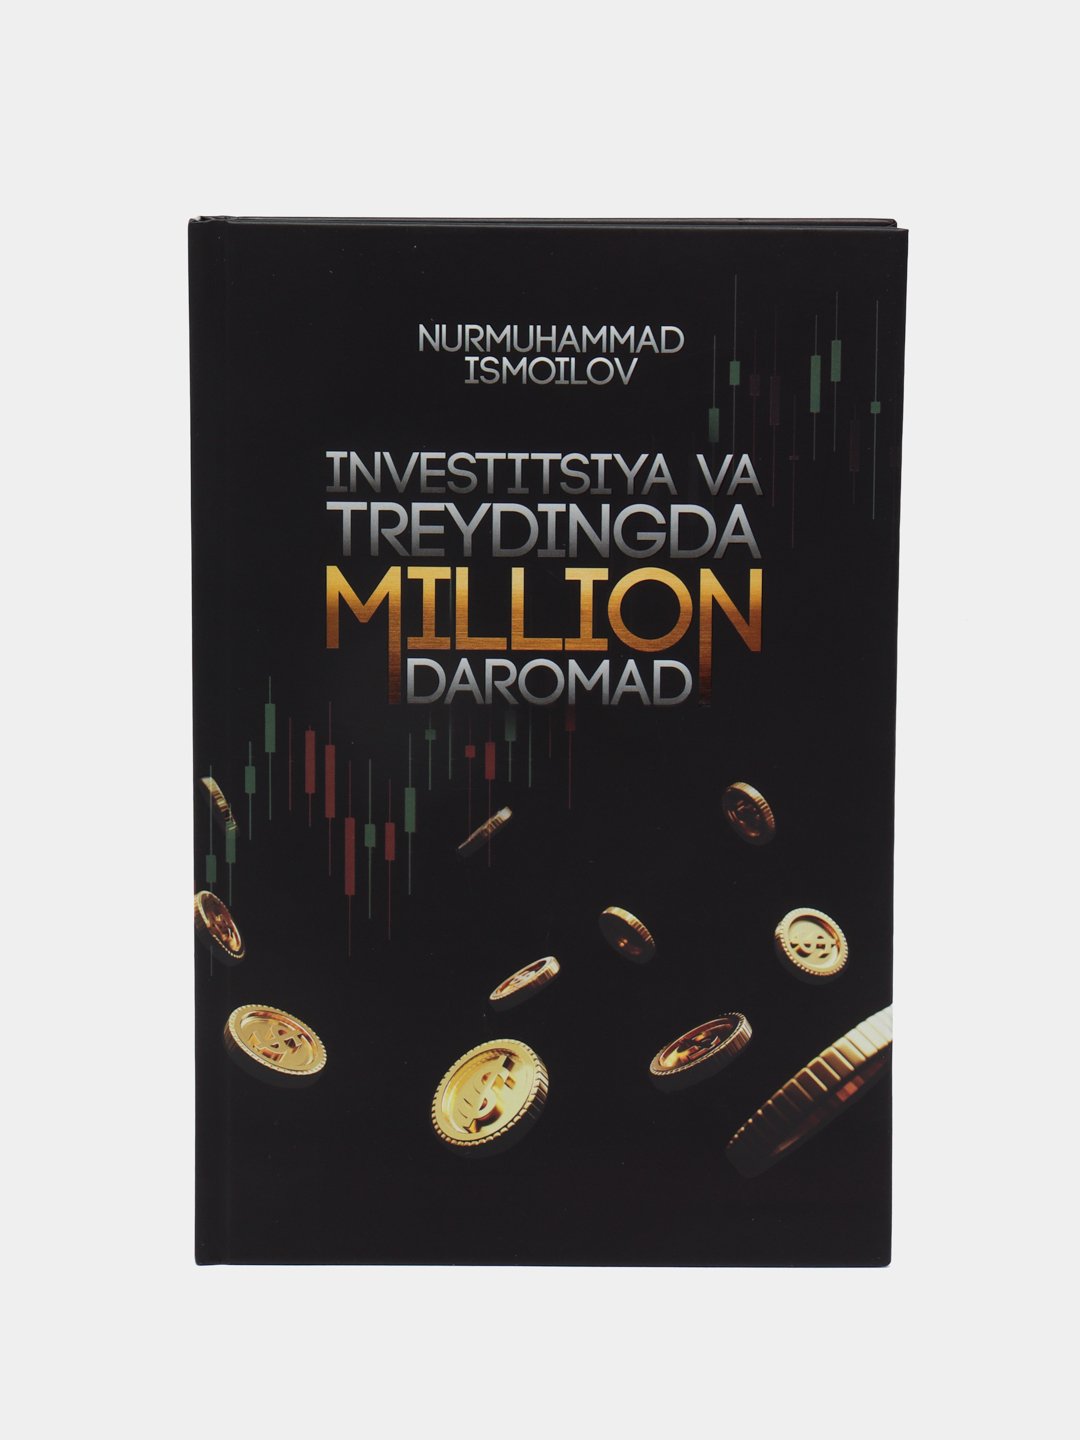 NURMUHAMMAD
ISMOILOV
INVESTITSIYA VA
TREYDINGDA
MILLION
DAROMAD